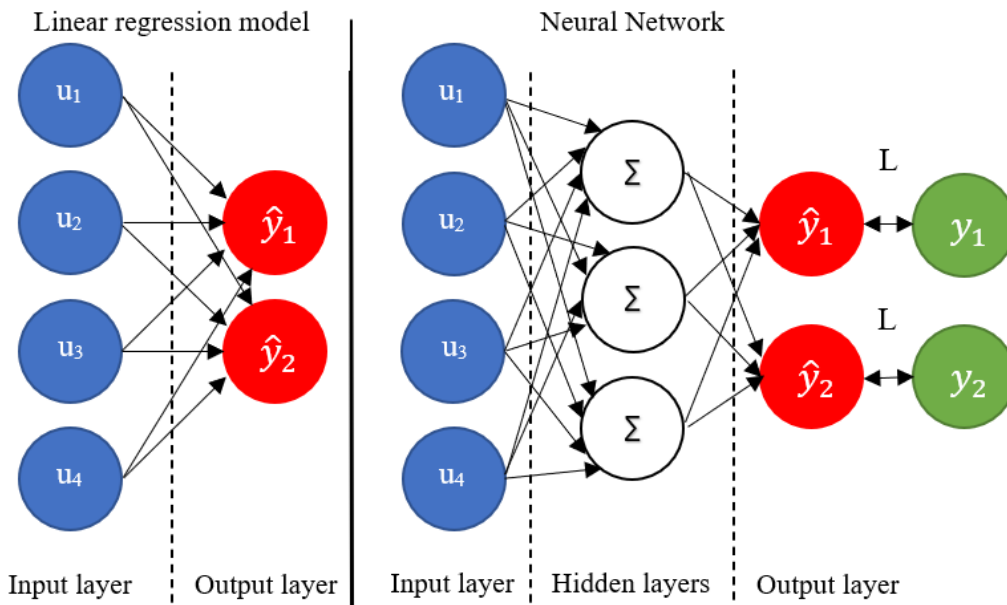 Linear regression model
u1
u2
u3
u4
ŷ1
ŷ2
Input layer
Output layer
Neural Network
u1
u2
u3
u4
Σ
Σ
Σ
ŷ1
ŷ2
L
L
y1
y2
Input layer
Hidden layers
Output layer